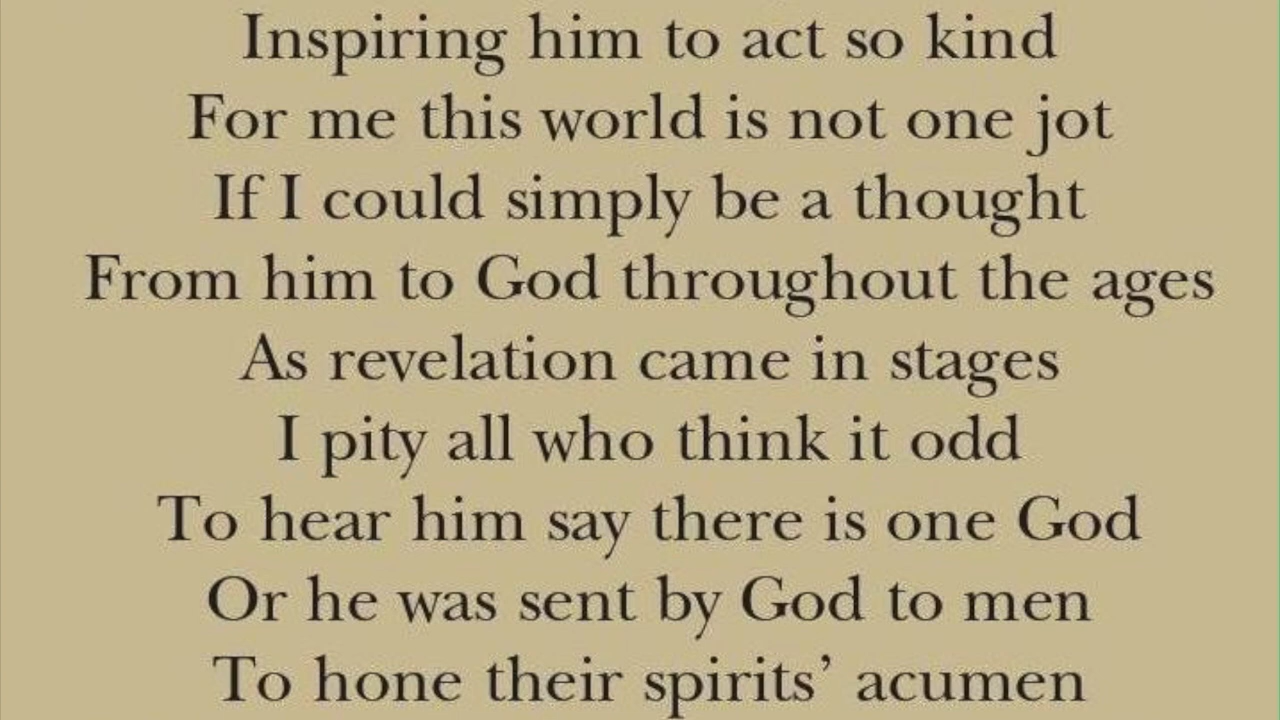 Inspiring him to act so kind
For me this world is not one jot
If I could simply be a thought
From him to God throughout the ages
As revelation came in stages
I pity all who think it odd
To hear him say there is one God
Or he was sent by God to men
To hone their spirits’ acumen